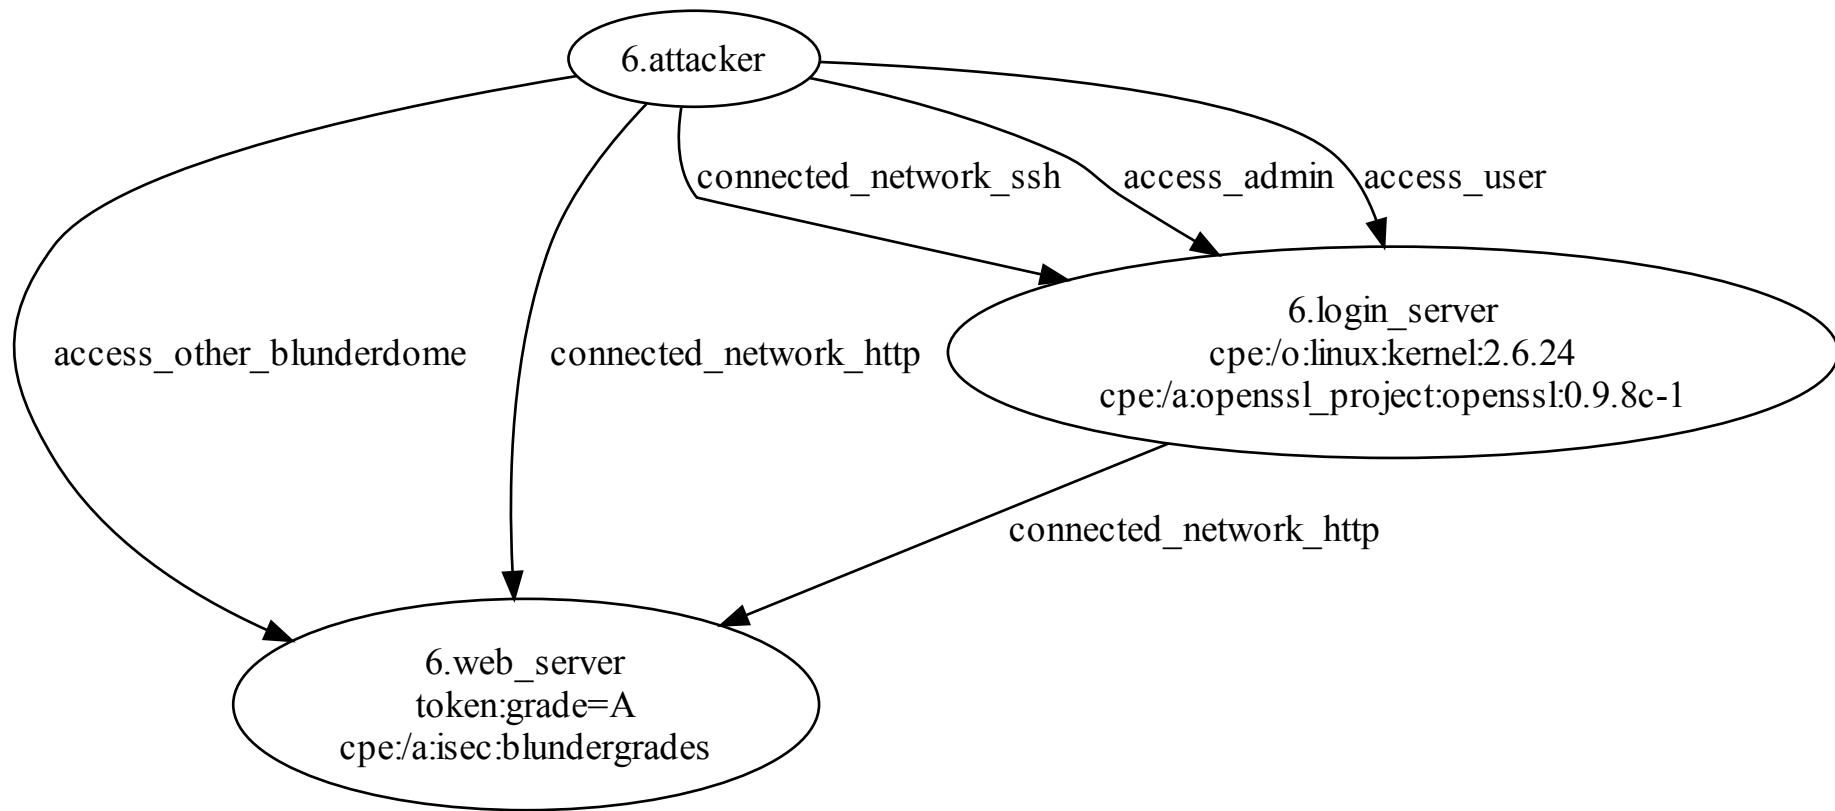 6.attacker
connected_network_ssh
access_admin
access_user
6.login_server
cpe:/o:linux:kernel:2.6.24
cpe:/a:openssl_project:openssl:0.9.8c-1
access_other_blunderdome
connected_network_http
connected_network_http
6.web_server
token:grade=A
cpe:/a:isec:blundergrades